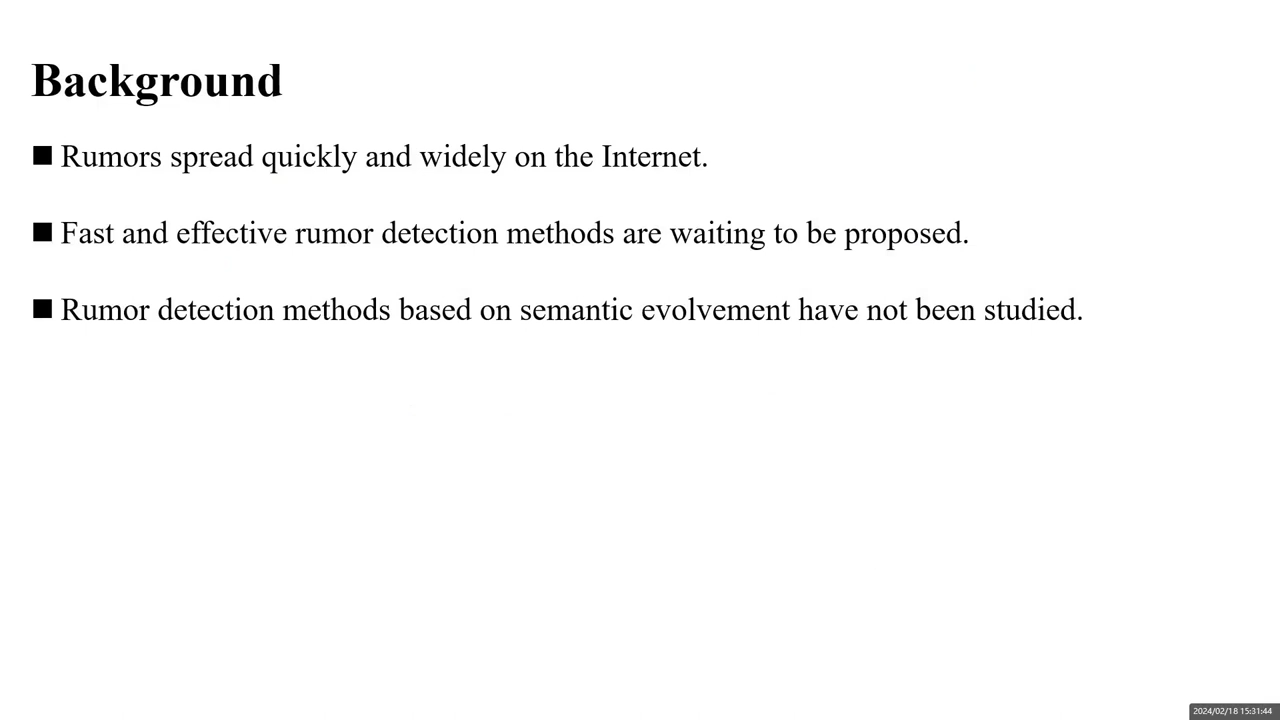 Background
Rumors spread quickly and widely on the Internet.
Fast and effective rumor detection methods are waiting to be proposed.
Rumor detection methods based on semantic evolvement have not been studied.
2024/02/18 15:31:44